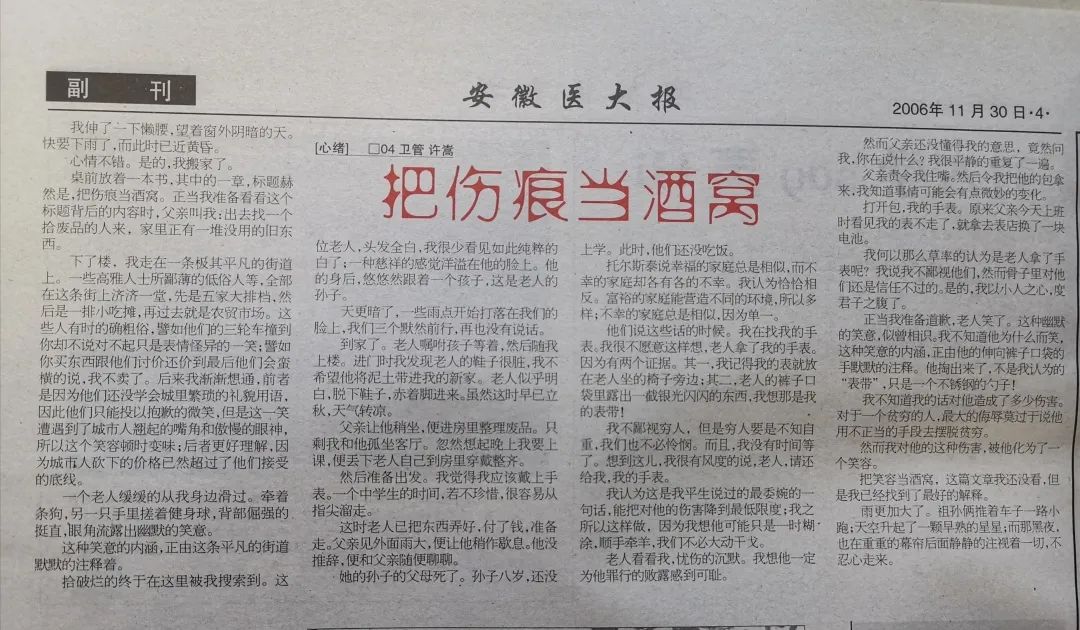 副 刊
安徽医大报
2006年 11 月 30 日·4·
[心绪] □04 卫管 许嵩
把伤痕当酒窝
我伸了一下懒腰,望着窗外阴暗的天。
快要下雨了,而此时已近黄昏。
心情不错。是的,我搬家了。
桌前放着一本书,其中的一章,标题赫
然是,把伤痕当酒窝。正当我准备看看这个
标题背后的内容时,父亲叫我:出去找一个
拾废品的人来,家里正有一堆没用的旧东
西。
下了楼,我走在一条极其平凡的街道
上。一些高雅人士所鄙薄的低俗人等,全部
在这条街上济济一堂,先是五家大排档,然
后是一排小吃摊,再过去就是农贸市场。这
些人有时的确粗俗,譬如他们的三轮车撞到
你却不说对不起只是表情怪异的一笑;譬如
你买东西跟他们讨价还价到最后他们会蛮
横的说,我不卖了。后来我渐渐想通,前者
是因为他们还没学会城里繁琐的礼貌用语,
因此他们只能投以抱歉的微笑,但是这一笑
遭遇到了城市人翘起的嘴角和傲慢的眼神,
所以这个笑容顿时变味;后者更好理解,因
为城市人砍下的价格已然超过了他们接受
的底线。
一个老人缓缓的从我身边滑过。牵着
条狗,另一只手里搓着健身球,背部倔强的
挺直,眼角流露出幽默的笑意。
这种笑意的内涵,正由这条平凡的街道
默默的注释着。
拾破烂的终于在这里被我搜索到。这
位老人,头发全白,我很少看见如此纯粹的
白了;一种慈祥的感觉洋溢在他的脸上。他
的身后,悠悠然跟着一个孩子,这是老人的
孙子。
天更暗了,一些雨点开始打落在我们的
脸上,我们三个默然前行,再也没有说话。
到家了。老人嘱咐孩子等着,然后随我
上楼。进门时我发现老人的鞋子很脏,我不
希望他将泥土带进我的新家。老人似乎明
白,脱下鞋子,赤着脚进来。虽然这时早已立
秋,天气转凉。
父亲让他稍坐,便进房里整理废品。只
剩我和他孤坐客厅。忽然想起晚上我要上
课,便丢下老人自己到房里穿戴整齐。
然后准备出发。我觉得我应该戴上手
表。一个中学生的时间,若不珍惜,很容易从
指尖溜走。
这时老人已把东西弄好,付了钱,准备
走。父亲见外面雨大,便让他稍作歇息。他没
推辞,便和父亲随便聊聊。
她的孙子的父母死了。孙子八岁,还没
上学。此时,他们还没吃饭。
托尔斯泰说幸福的家庭总是相似,而不
幸的家庭却各有各的不幸。我认为恰恰相
反。富裕的家庭能营造不同的环境,所以多
样;不幸的家庭总是相似,因为单一。
他们说这些话的时候。我在找我的手
表。我很不愿意这样想,老人拿了我的手表。
因为有两个证据。其一,我记得我的表就放
在老人坐的椅子旁边;其二,老人的裤子口
袋里露出一截银光闪闪的东西,我想那是我
的表带!
我不鄙视穷人,但是穷人要是不知自
重,我们也不必怜悯。而且,我没有时间等
了。想到这儿,我很有风度的说,老人,请还
给我,我的手表。
我认为这是我平生说过的最委婉的一
句话,能把对他的伤害降到最低限度;我之
所以这样做,因为我想他可能只是一时糊
涂,顺手牵羊,我们不必大动干戈。
老人看看我,忧伤的沉默。我想他一定
为他罪行的败露感到可耻。
然而父亲还没懂得我的意思,竟然问
我,你在说什么?我很平静的重复了一遍。
父亲责令我住嘴。然后令我把他的包拿
来,我知道事情可能会有点微妙的变化。
打开包,我的手表。原来父亲今天上班
时看见我的表不走了,就拿去表店换了一块
电池。
我何以那么草率的认为是老人拿了手
表呢?我说我不鄙视他们,然而骨子里对他
们还是信任不过的。是的,我以小人之心,度
君子之腹了。
正当我准备道歉,老人笑了。这种幽默
的笑意,似曾相识。我不知道他为什么而笑,
这种笑意的内涵,正由他的伸向裤子口袋的
手默默的注释。他掏出来了,不是我认为的
“表带”,只是一个不锈钢的勺子!
我不知道我的话对他造成了多少伤害。
对于一个贫穷的人,最大的侮辱莫过于说他
用不正当的手段去摆脱贫穷。
然而我对他的这种伤害,被他化为了一
个笑容。
把笑容当酒窝,这篇文章我还没看,但
是我已经找到了最好的解释。
雨更加大了。祖孙俩推着车子一路小
跑;天空升起了一颗早熟的星星;而那黑夜,
也在重重的幕帘后面静静的注视着一切,不
忍心走来。